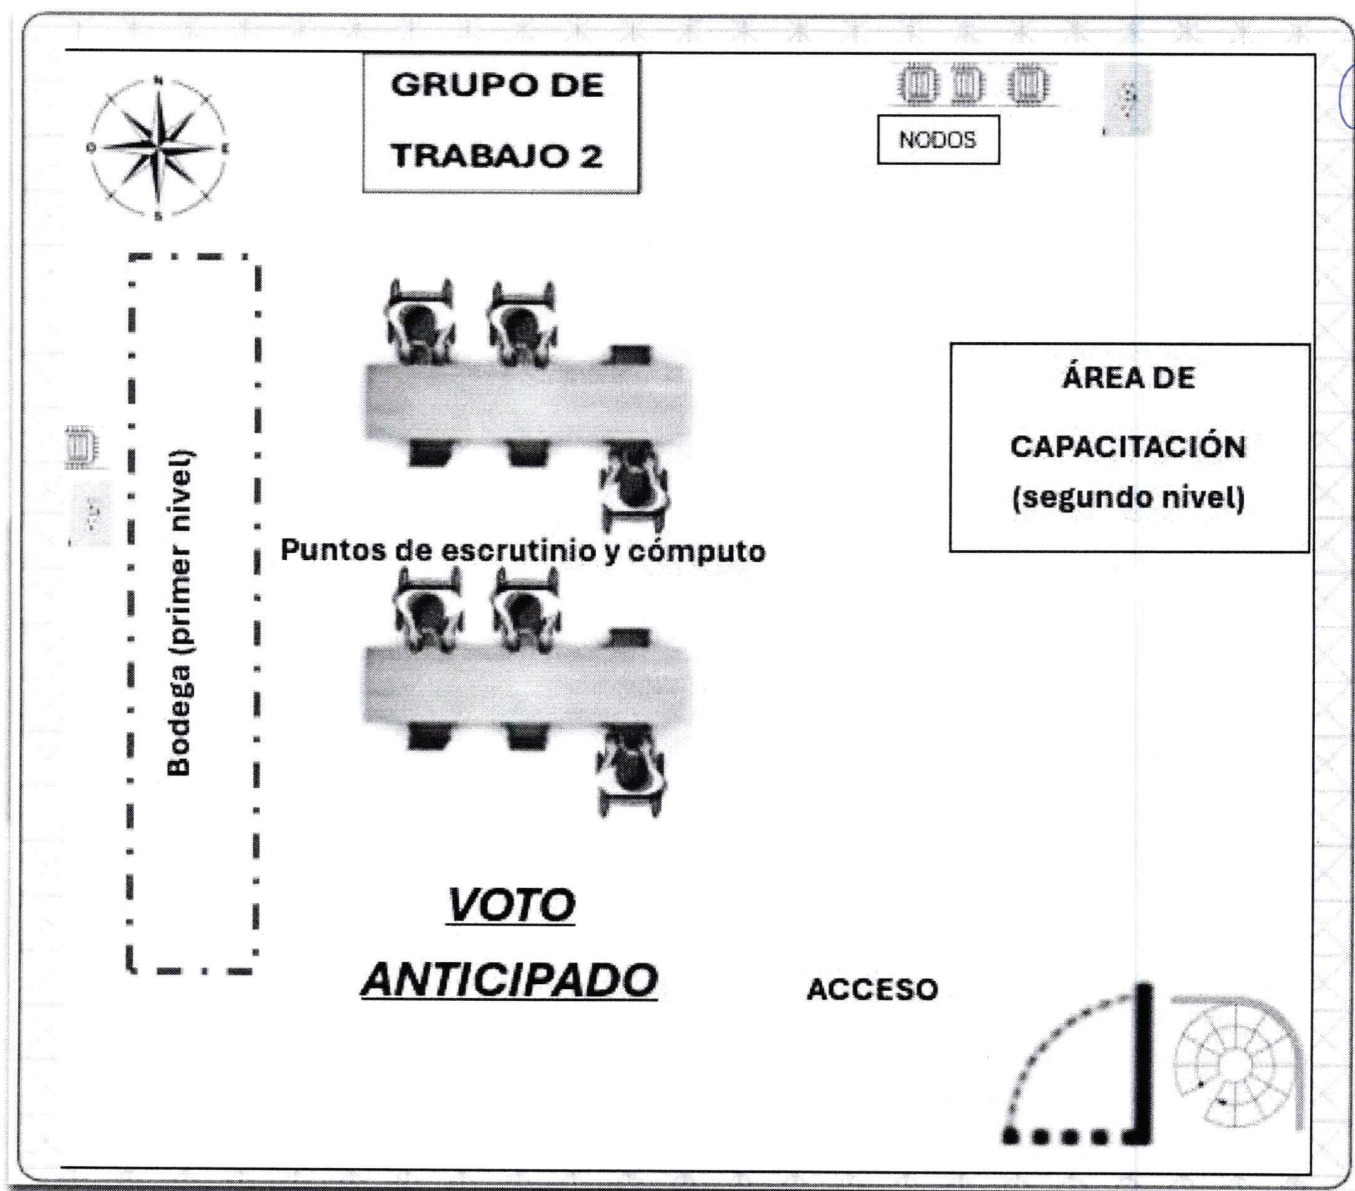 N
O
E
S
GRUPO DE
TRABAJO 2
NODOS
ÁREA DE
CAPACITACIÓN
(segundo nivel)
Bodega (primer nivel)
Puntos de escrutinio y cómputo
VOTO
ANTICIPADO
ACCESO